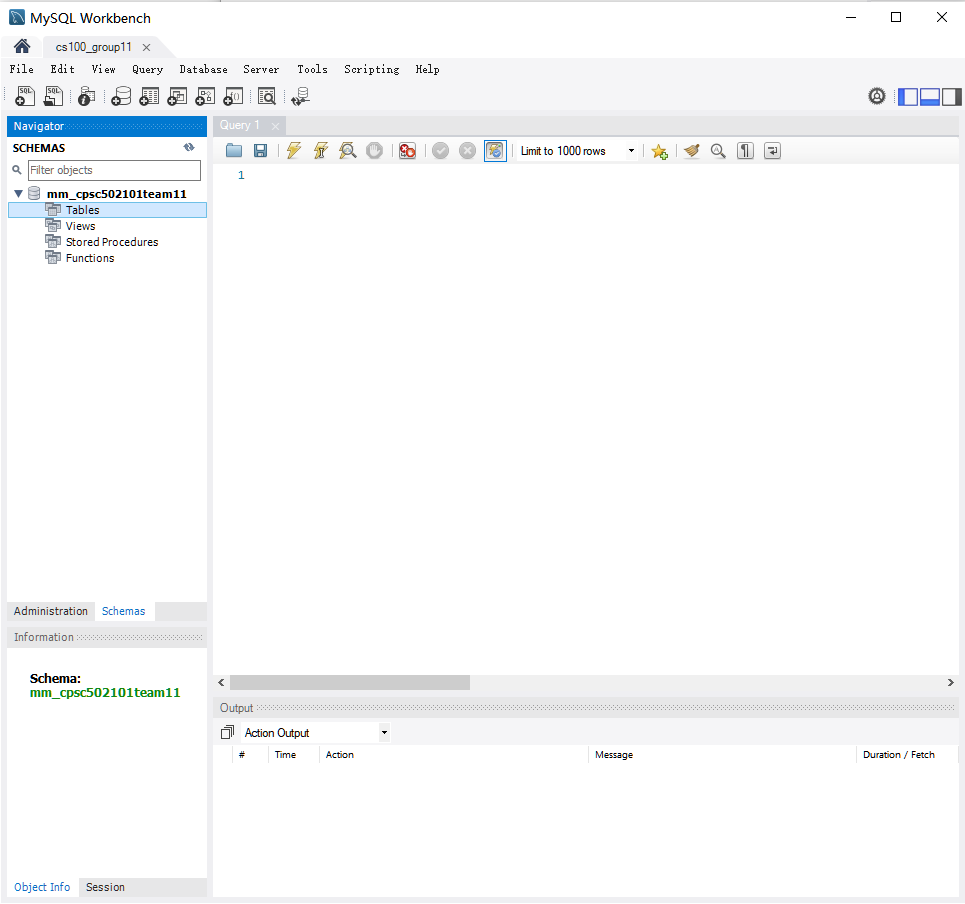 MySQL Workbench
cs100_group11
File Edit View Query Database Server Tools Scripting Help
Navigator
Query 1
SCHEMAS
Limit to 1000 rows
Filter objects
1
mm_cpsc502101team11
Tables
Views
Stored Procedures
Functions
Administration Schemas
Information
Schema:
mm_cpsc502101team11
Output
Action Output
# Time Action Message Duration / Fetch
Object Info Session